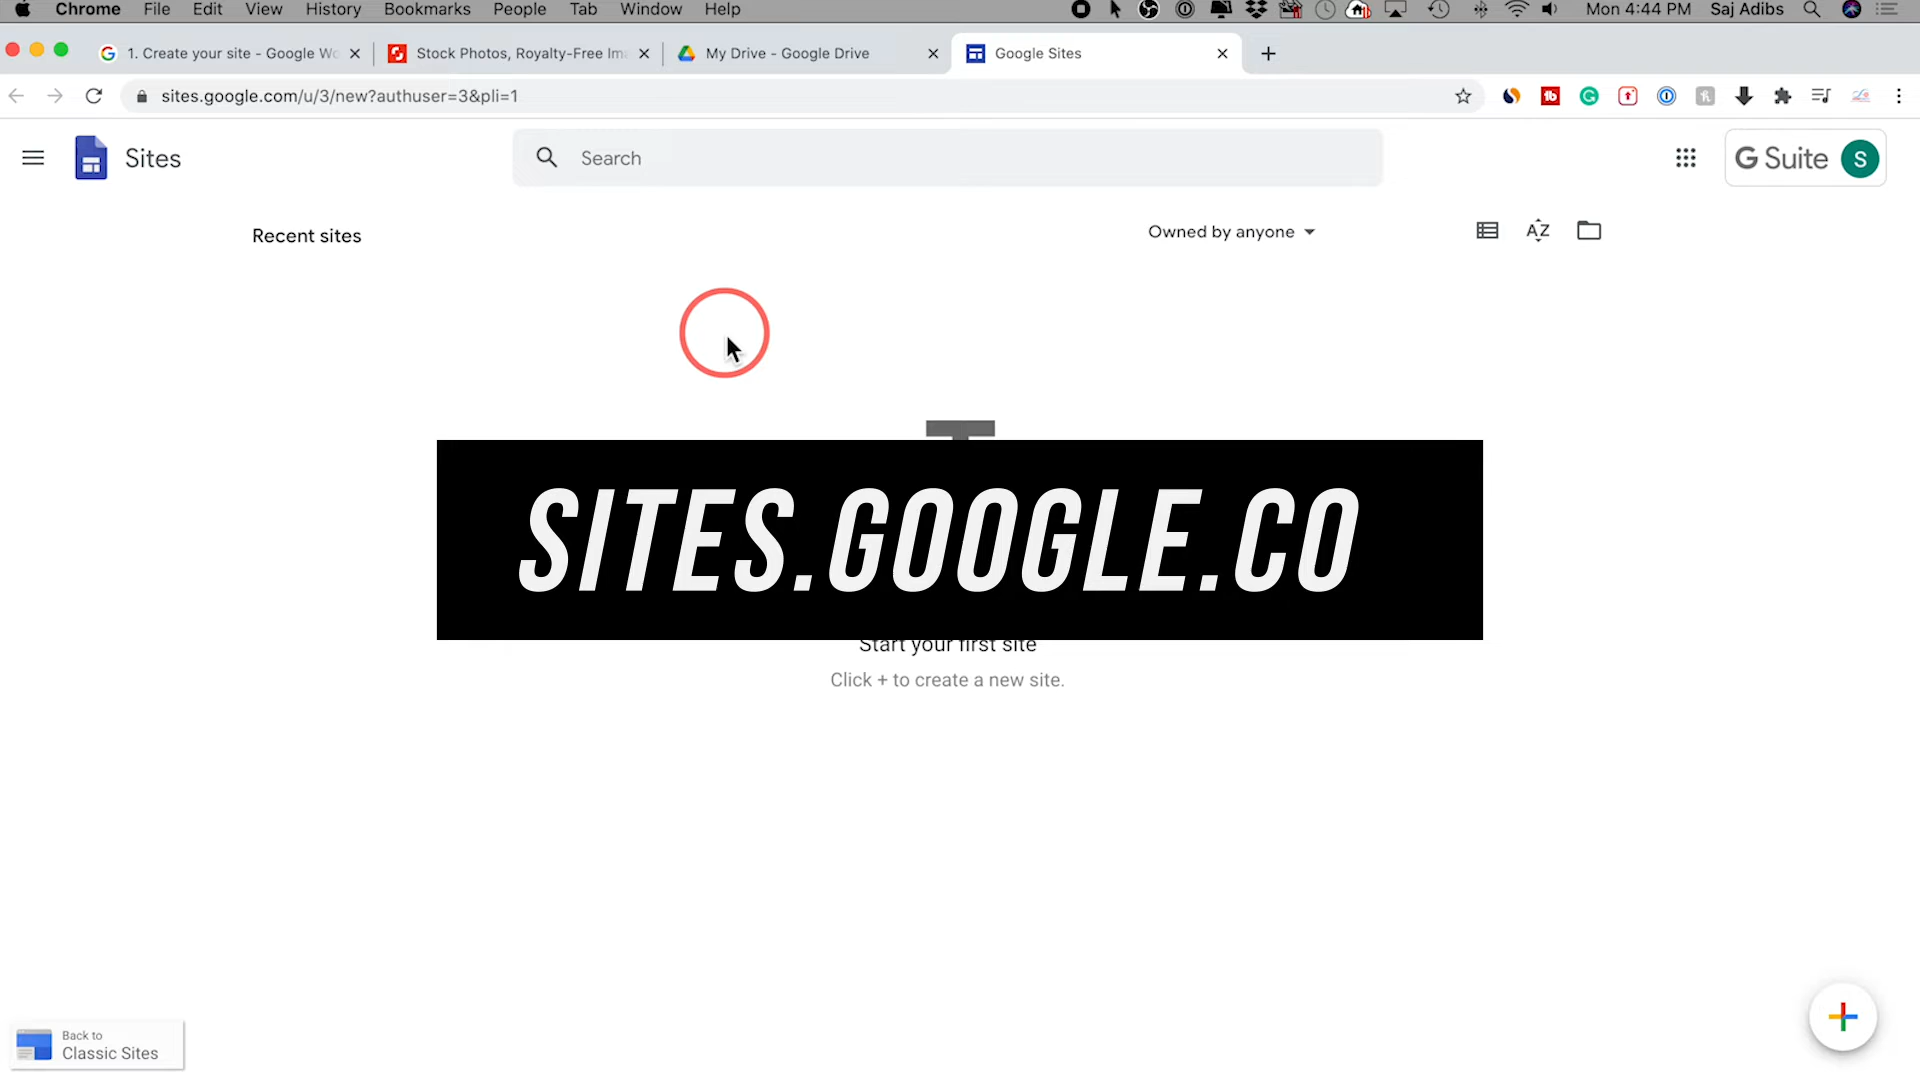 Chrome File Edit View History Bookmarks People Tab Window Help Mon 4:44 PM Saj Adibs
1. Create your site - Google Wo Stock Photos, Royalty-Free Im My Drive - Google Drive Google Sites
sites.google.com/u/3/new?authuser=3&pli=1
Sites Search G Suite S
Recent sites Owned by anyone AZ
SITES.GOOGLE.CO
Start your first site
Click + to create a new site.
Back to
Classic Sites